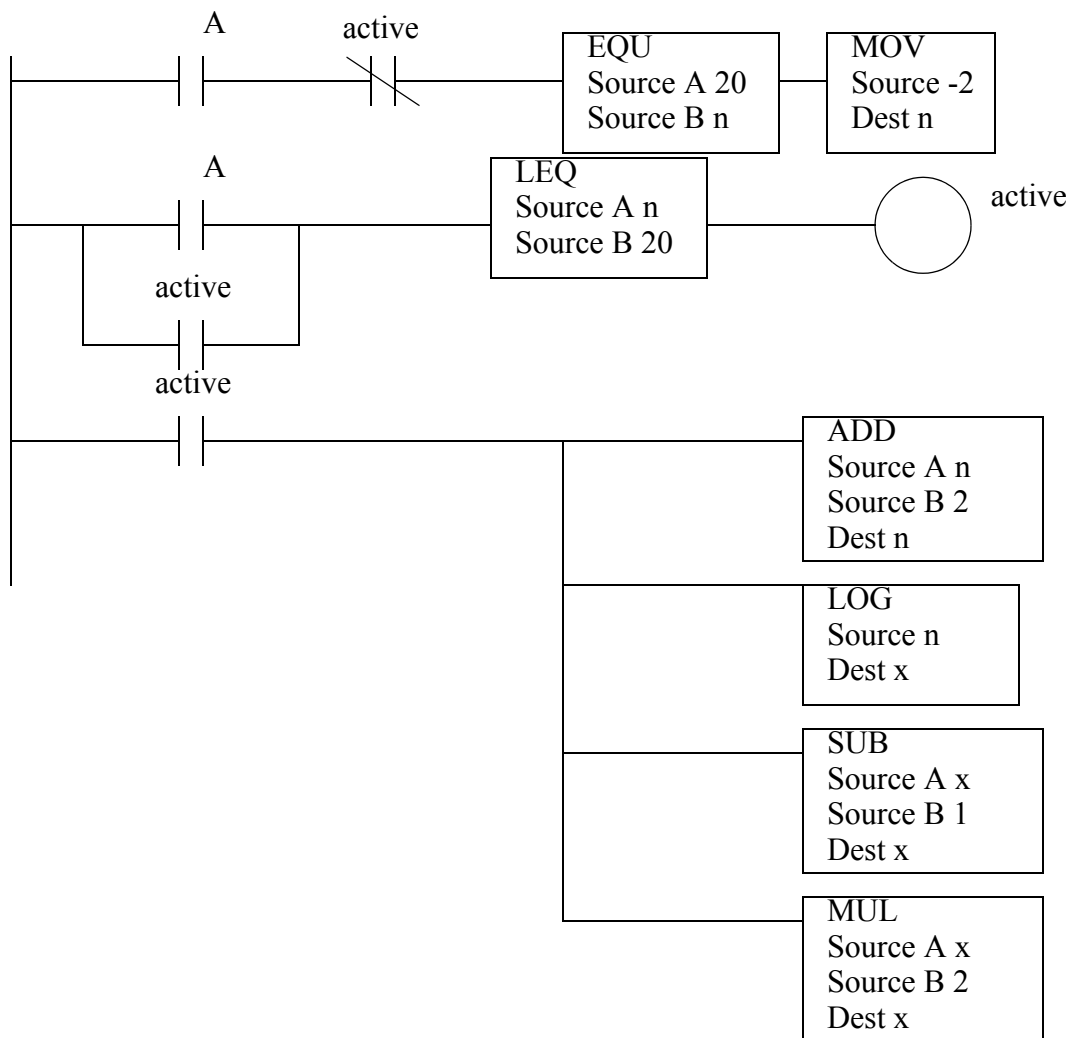 A
active
EQU
Source A 20
Source B n
MOV
Source -2
Dest n
A
LEQ
Source A n
Source B 20
active
active
active
ADD
Source A n
Source B 2
Dest n
LOG
Source n
Dest x
SUB
Source A x
Source B 1
Dest x
MUL
Source A x
Source B 2
Dest x